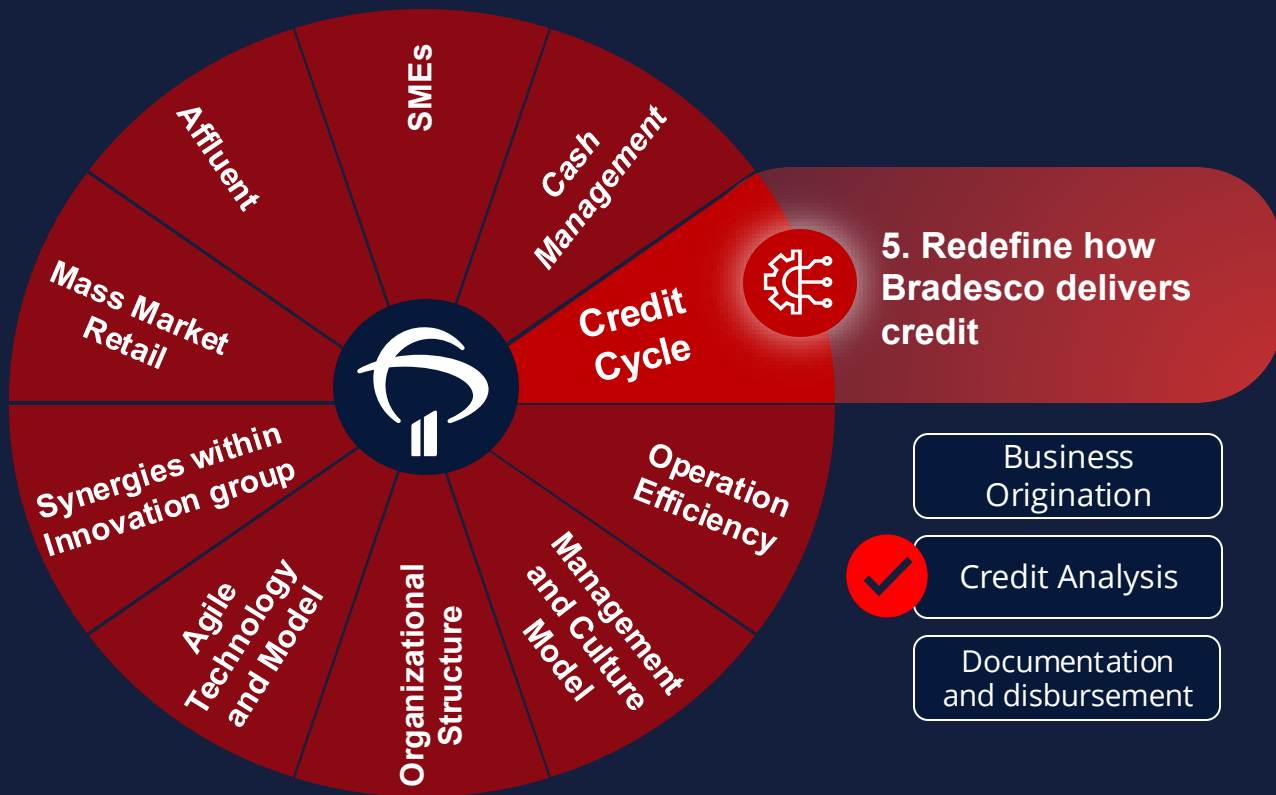 SMEs
Cash
Management
Affluent
5. Redefine how
Bradesco delivers
credit
Mass Market
Retail
Credit
Cycle
Synergies within
Innovation group
Operation
Efficiency
Business
Origination
Agile
Technology
and Model
Organizational
Structure
Management
and Culture
Model
Credit Analysis
Documentation
and disbursement